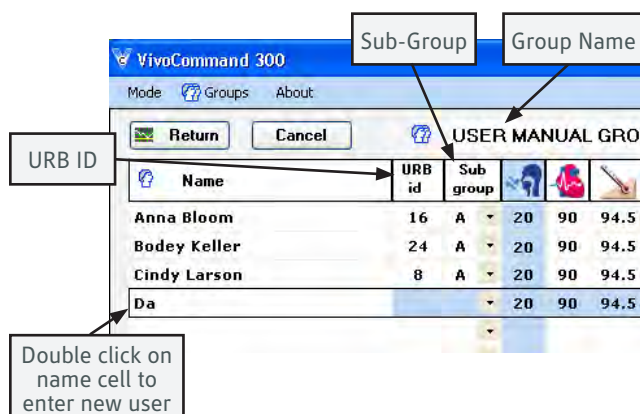 Sub-Group
Group Name
VivoCommand 300
Mode Groups About
Return Cancel USER MANUAL GRO
URB ID
Name URB id Sub group
Anna Bloom 16 A 20 90 94.5
Bodey Keller 24 A 20 90 94.5
Cindy Larson 8 A 20 90 94.5
Da 20 90 94.5
Double click on
name cell to
enter new user